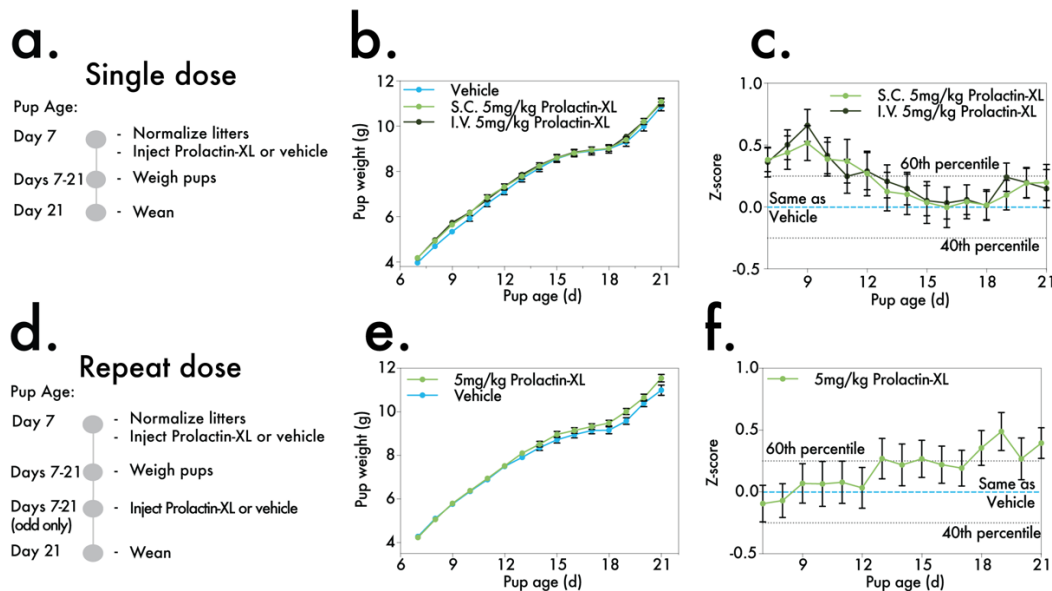 a.
Single dose
Pup Age:
Day 7
- Normalize litters
- Inject Prolactin-XL or vehicle
Days 7-21
- Weigh pups
Day 21
- Wean
b.
Vehicle
S.C. 5mg/kg Prolactin-XL
I.V. 5mg/kg Prolactin-XL
Pup weight (g)
12
10
8
6
4
6 9 12 15 18 21
Pup age (d)
c.
S.C. 5mg/kg Prolactin-XL
I.V. 5mg/kg Prolactin-XL
Z-score
1.0
0.5
0.0
-0.5
60th percentile
Same as
Vehicle
40th percentile
9 12 15 18 21
Pup age (d)
d.
Repeat dose
Pup Age:
Day 7
- Normalize litters
- Inject Prolactin-XL or vehicle
Days 7-21
- Weigh pups
Days 7-21
(odd only)
- Inject Prolactin-XL or vehicle
Day 21
- Wean
e.
5mg/kg Prolactin-XL
Vehicle
Pup weight (g)
12
10
8
6
4
6 9 12 15 18 21
Pup age (d)
f.
5mg/kg Prolactin-XL
Z-score
1.0
0.5
0.0
-0.5
60th percentile
Same as
Vehicle
40th percentile
9 12 15 18 21
Pup age (d)